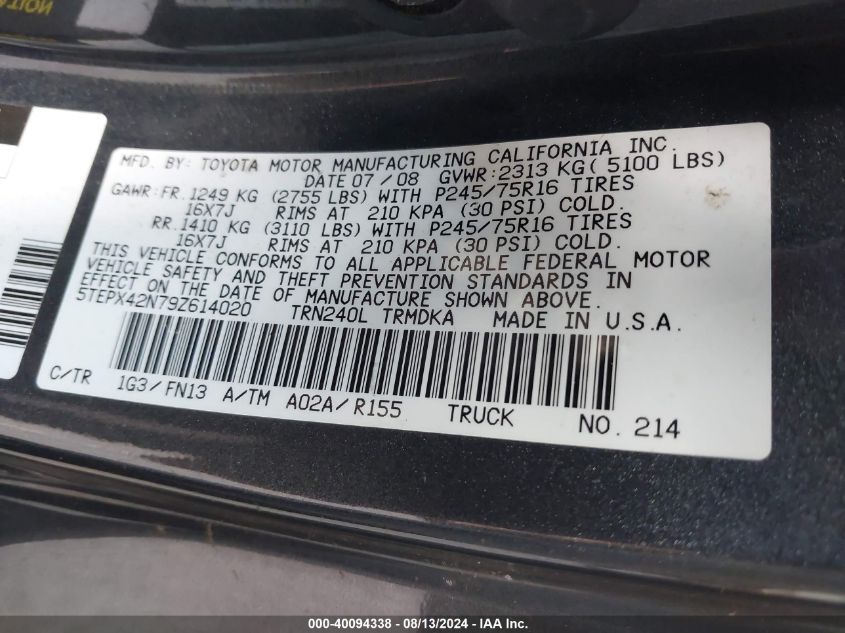 MFD. BY: TOYOTA MOTOR MANUFACTURING CALIFORNIA INC.
DATE 07 / 08 GVWR: 2313 KG( 5100 LBS)
GAWR: FR. 1249 KG (2755 LBS) WITH P245/75R16 TIRES
16X7J RIMS AT 210 KPA (30 PSI) COLD.
RR. 1410 KG (3110 LBS) WITH P245/75R16 TIRES
16X7J RIMS AT 210 KPA (30 PSI) COLD.
THIS VEHICLE CONFORMS TO ALL APPLICABLE FEDERAL MOTOR
VEHICLE SAFETY AND THEFT PREVENTION STANDARDS IN
EFFECT ON THE DATE OF MANUFACTURE SHOWN ABOVE.
5TEPX42N79Z614020 TRN240L TRMDKA MADE IN U.S.A.
C/TR 1G3/ FN13 A/TM A02A/ R155 TRUCK NO. 214
000-40094338 - 08/13/2024 - IAA Inc.